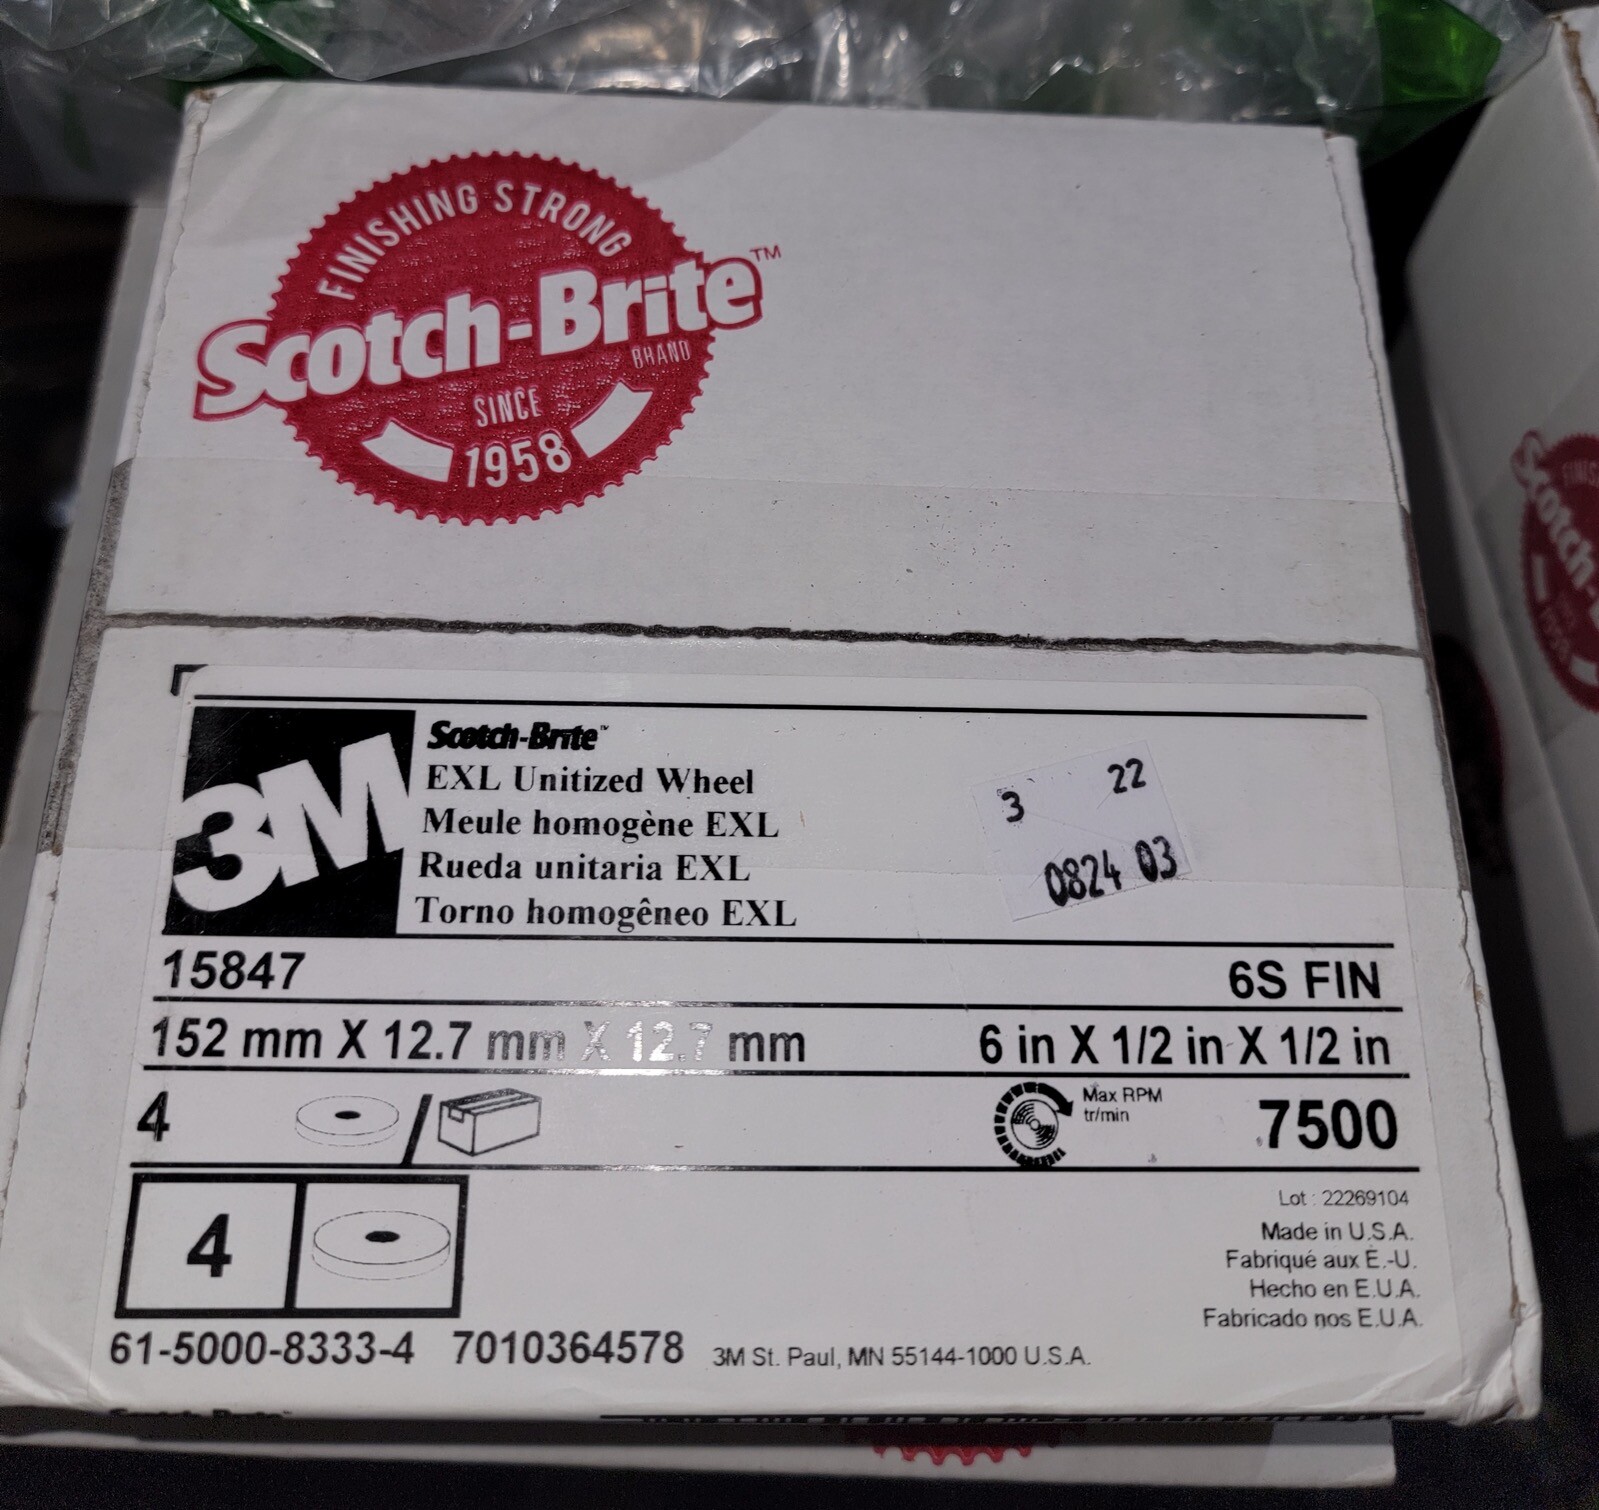 FINISHING STRONG
Scotch-Brite™
BRAND
SINCE
1958
3M
Scotch-Brite™
EXL Unitized Wheel
Meule homogène EXL
Rueda unitaria EXL
Torno homogêneo EXL
3 22
0824 03
15847 6S FIN
152 mm X 12.7 mm X 12.7 mm 6 in X 1/2 in X 1/2 in
4 / Max RPM
tr/min
7500
4
Lot : 22269104
Made in U.S.A.
Fabriqué aux É.-U.
Hecho en E.U.A.
Fabricado nos E.U.A.
61-5000-8333-4 7010364578 3M St. Paul, MN 55144-1000 U.S.A.
FINIS
Scotch-B
1958